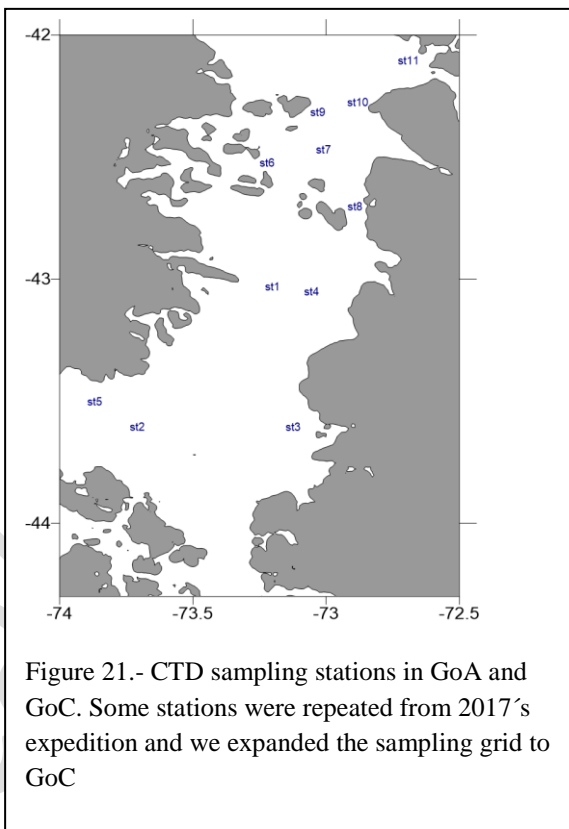 -42
st11
st10
st9
st7
st6
st8
-43
st1
st4
st5
st2
st3
-44
-74
-73.5
-73
-72.5
Figure 21.- CTD sampling stations in GoA and
GoC. Some stations were repeated from 2017´s
expedition and we expanded the sampling grid to
GoC